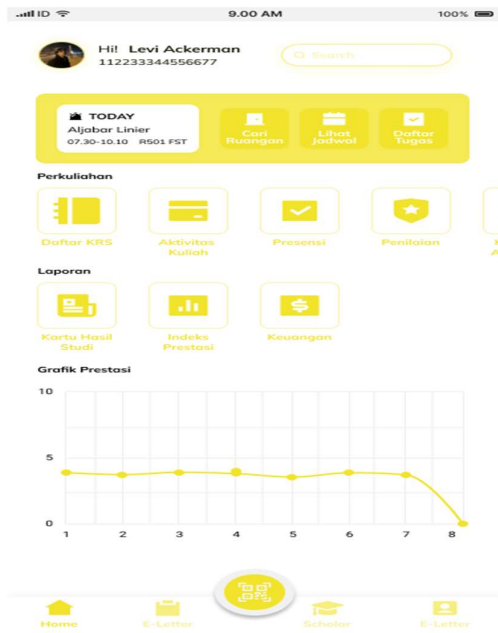 ID
9.00 AM
100%
Hi! Levi Ackerman
112233344556677
Search
TODAY
Aljabar Linier
07.30-10.10 R501 FST
Cari
Ruangan
Lihat
Jadwal
Daftar
Tugas
Perkuliahan
Daftar KRS
Aktivitas
Kuliah
Presensi
Penilaian
Laporan
Kartu Hasil
Studi
Indeks
Prestasi
Keuangan
Grafik Prestasi
10
5
0
1 2 3 4 5 6 7 8
Home
E-Letter
Scholar
E-Letter